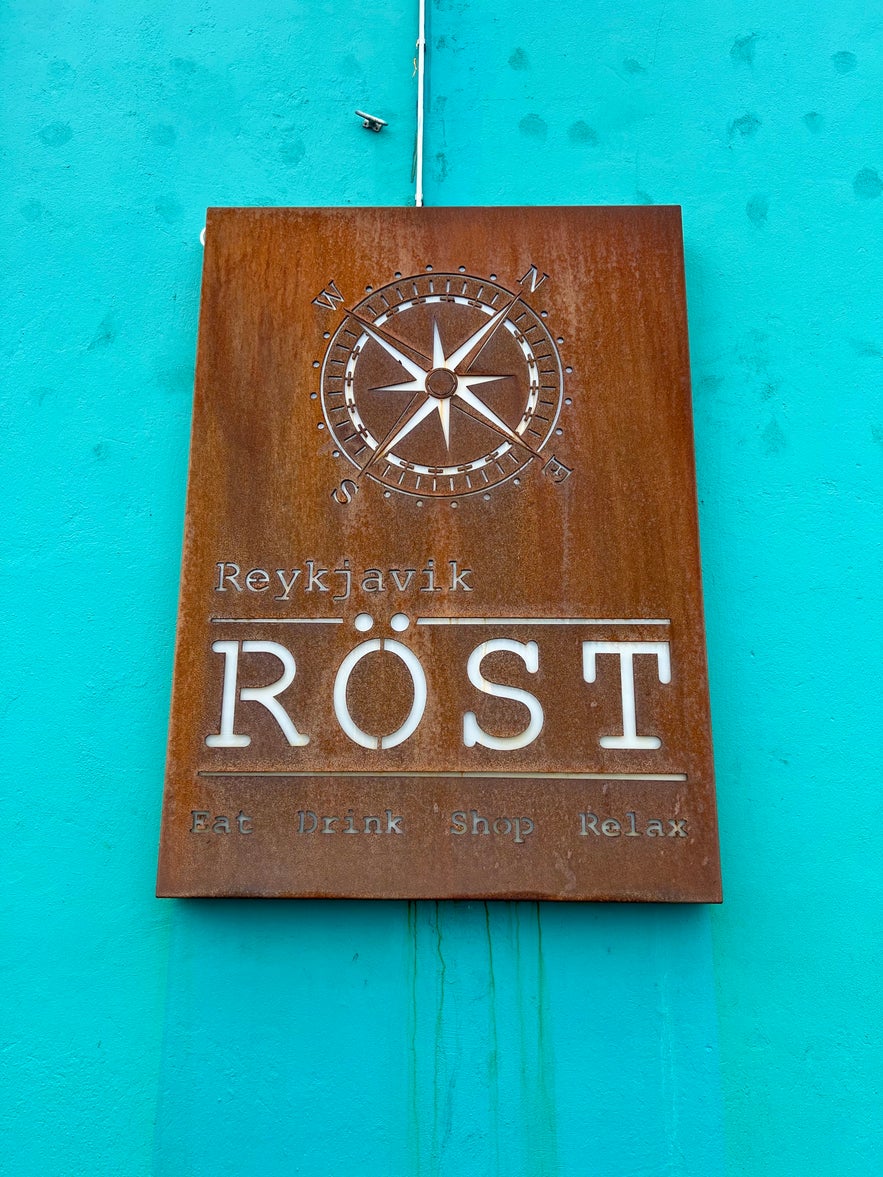 W N
S E
Reykjavik
RÖST
Eat Drink Shop Relax